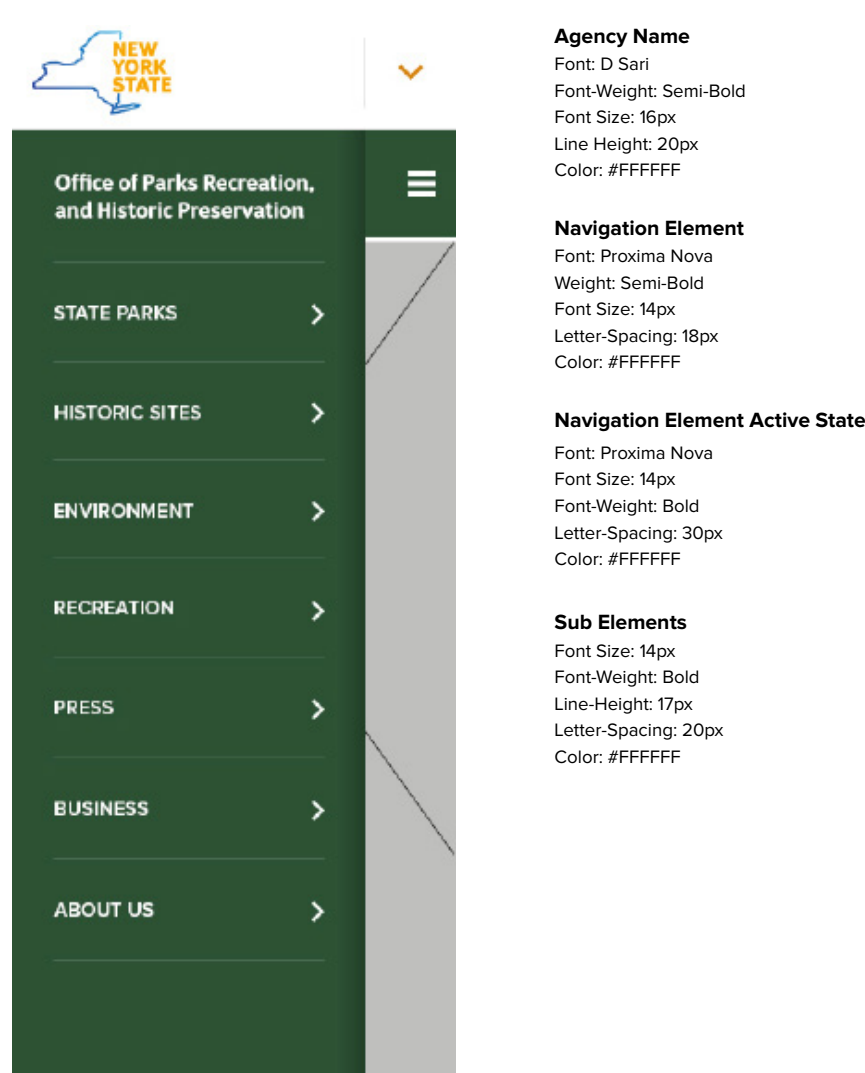 NEW
YORK
STATE
Office of Parks Recreation,
and Historic Preservation
STATE PARKS
HISTORIC SITES
ENVIRONMENT
RECREATION
PRESS
BUSINESS
ABOUT US
Agency Name
Font: D Sari
Font-Weight: Semi-Bold
Font Size: 16px
Line Height: 20px
Color: #FFFFFF
Navigation Element
Font: Proxima Nova
Weight: Semi-Bold
Font Size: 14px
Letter-Spacing: 18px
Color: #FFFFFF
Navigation Element Active State
Font: Proxima Nova
Font Size: 14px
Font-Weight: Bold
Letter-Spacing: 30px
Color: #FFFFFF
Sub Elements
Font Size: 14px
Font-Weight: Bold
Line-Height: 17px
Letter-Spacing: 20px
Color: #FFFFFF